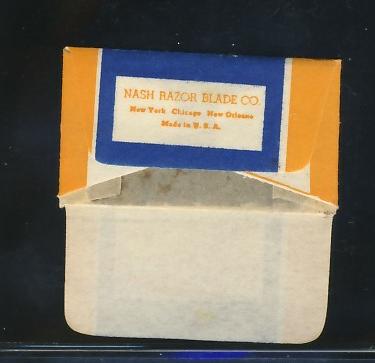 NASH RAZOR BLADE CO.
New York Chicago New Orleans
Made in U. S. A.